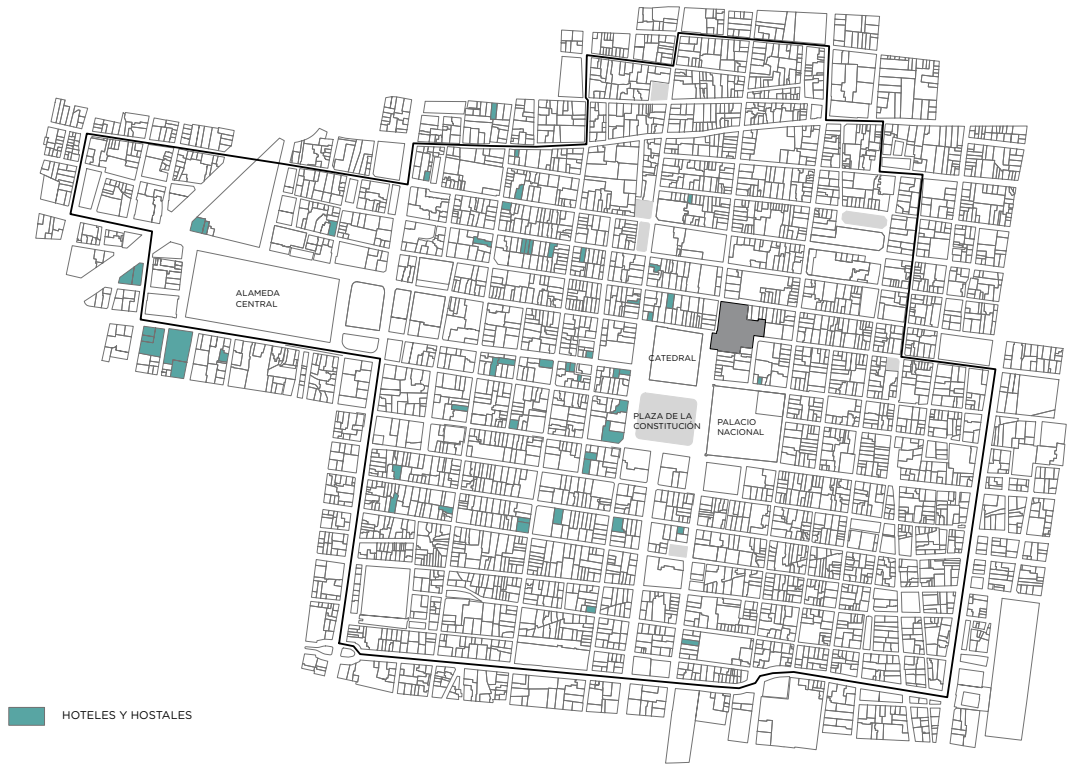 ALAMEDA
CENTRAL
CATEDRAL
PLAZA DE LA
CONSTITUCIÓN
PALACIO
NACIONAL
HOTELES Y HOSTALES